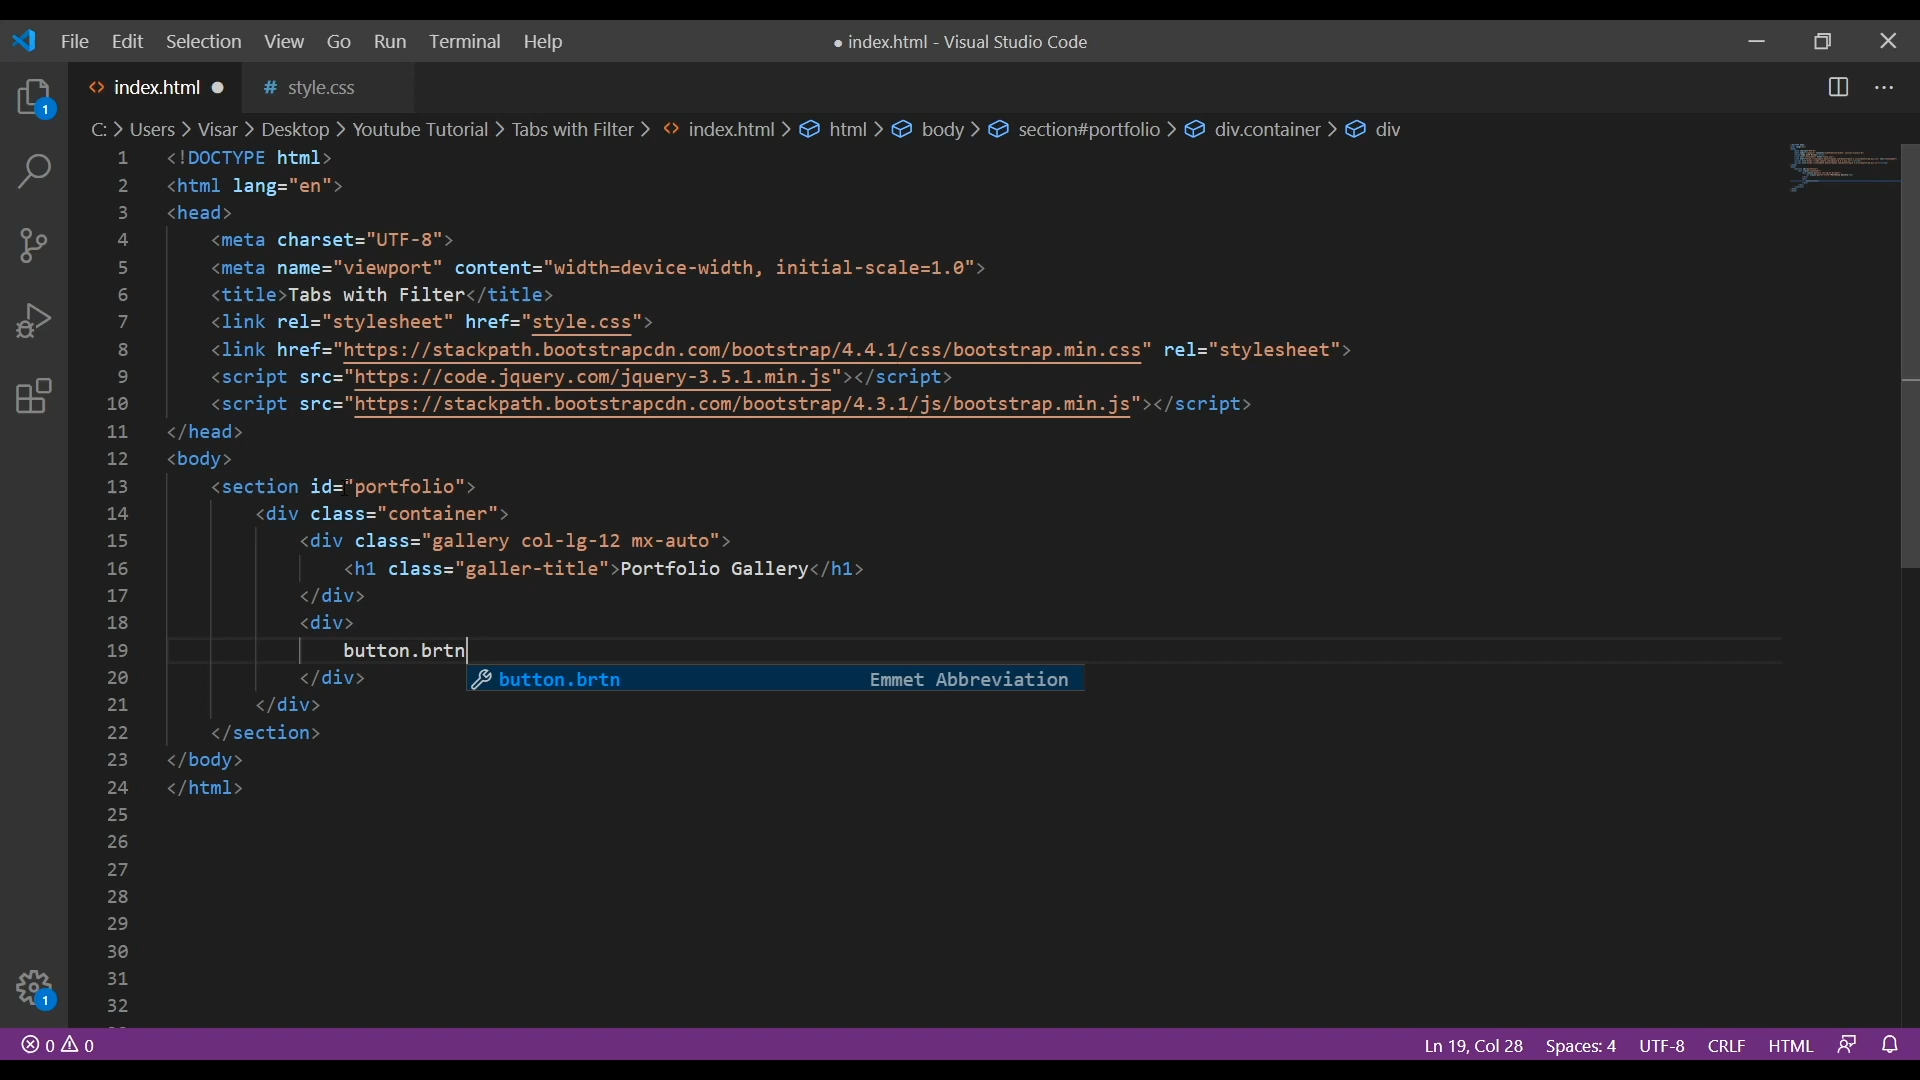 File Edit Selection View Go Run Terminal Help
● index.html - Visual Studio Code
index.html ●
# style.css
1
C: > Users > Visar > Desktop > Youtube Tutorial > Tabs with Filter > <> index.html > html > body > section#portfolio > div.container > div
1 <!DOCTYPE html>
2 <html lang="en">
3 <head>
4 <meta charset="UTF-8">
5 <meta name="viewport" content="width=device-width, initial-scale=1.0">
6 <title>Tabs with Filter</title>
7 <link rel="stylesheet" href="style.css">
8 <link href="https://stackpath.bootstrapcdn.com/bootstrap/4.4.1/css/bootstrap.min.css" rel="stylesheet">
9 <script src="https://code.jquery.com/jquery-3.5.1.min.js"></script>
10 <script src="https://stackpath.bootstrapcdn.com/bootstrap/4.3.1/js/bootstrap.min.js"></script>
11 </head>
12 <body>
13 <section id="portfolio">
14 <div class="container">
15 <div class="gallery col-lg-12 mx-auto">
16 <h1 class="galler-title">Portfolio Gallery</h1>
17 </div>
18 <div>
19 button.brtn
button.brtn Emmet Abbreviation
20 </div>
21 </div>
22 </section>
23 </body>
24 </html>
25
26
27
28
29
30
31
32
1
0 0
Ln 19, Col 28 Spaces: 4 UTF-8 CRLF HTML